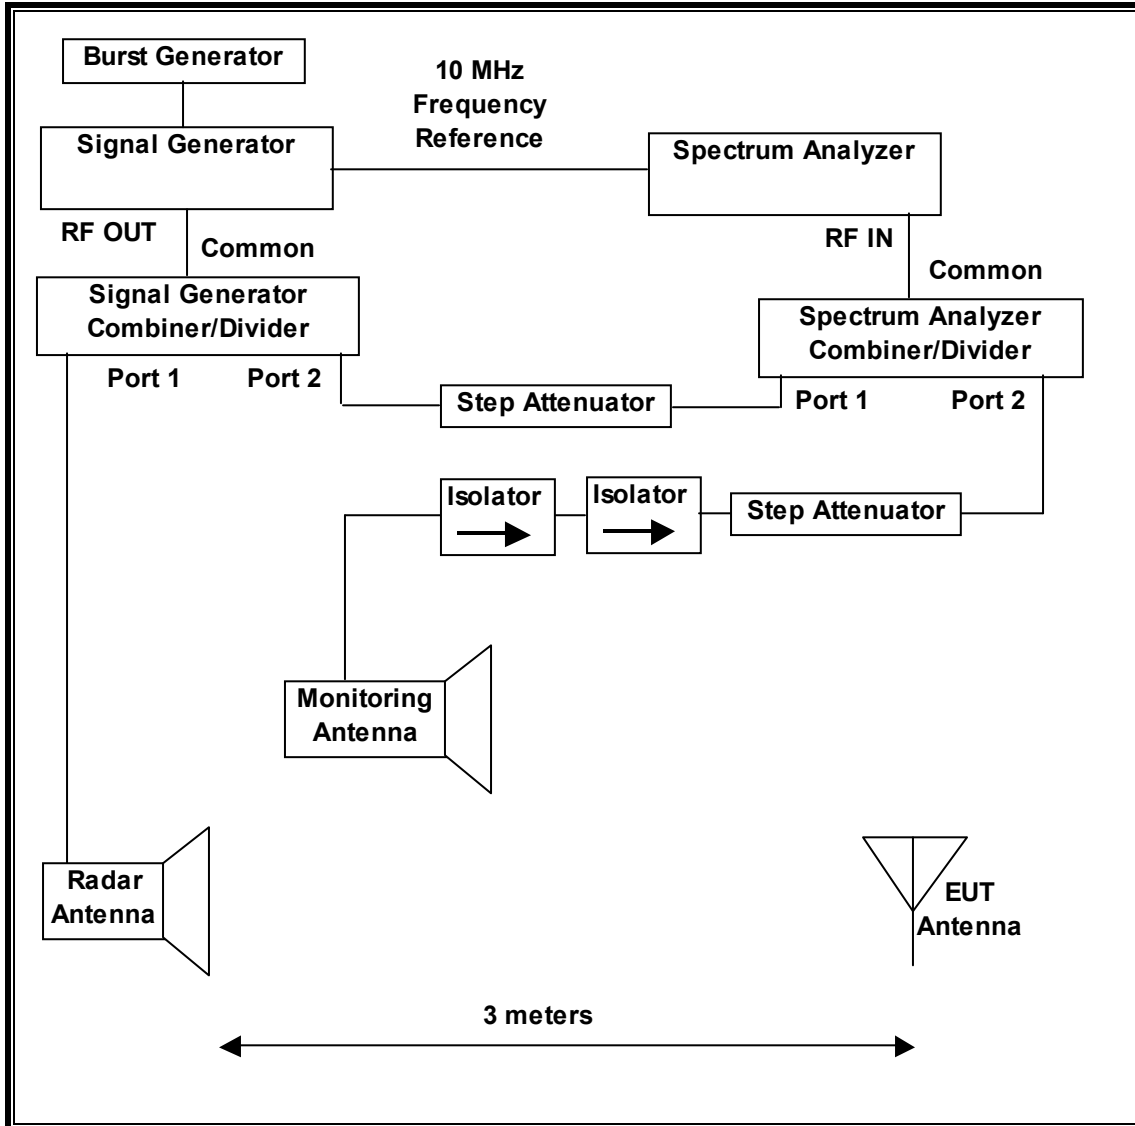 Burst Generator
10 MHz
Frequency
Reference
Signal Generator
Spectrum Analyzer
RF OUT
Common
RF IN
Common
Signal Generator
Combiner/Divider
Spectrum Analyzer
Combiner/Divider
Port 1
Port 2
Step Attenuator
Port 1
Port 2
Isolator
Isolator
Step Attenuator
Monitoring
Antenna
Radar
Antenna
EUT
Antenna
3 meters